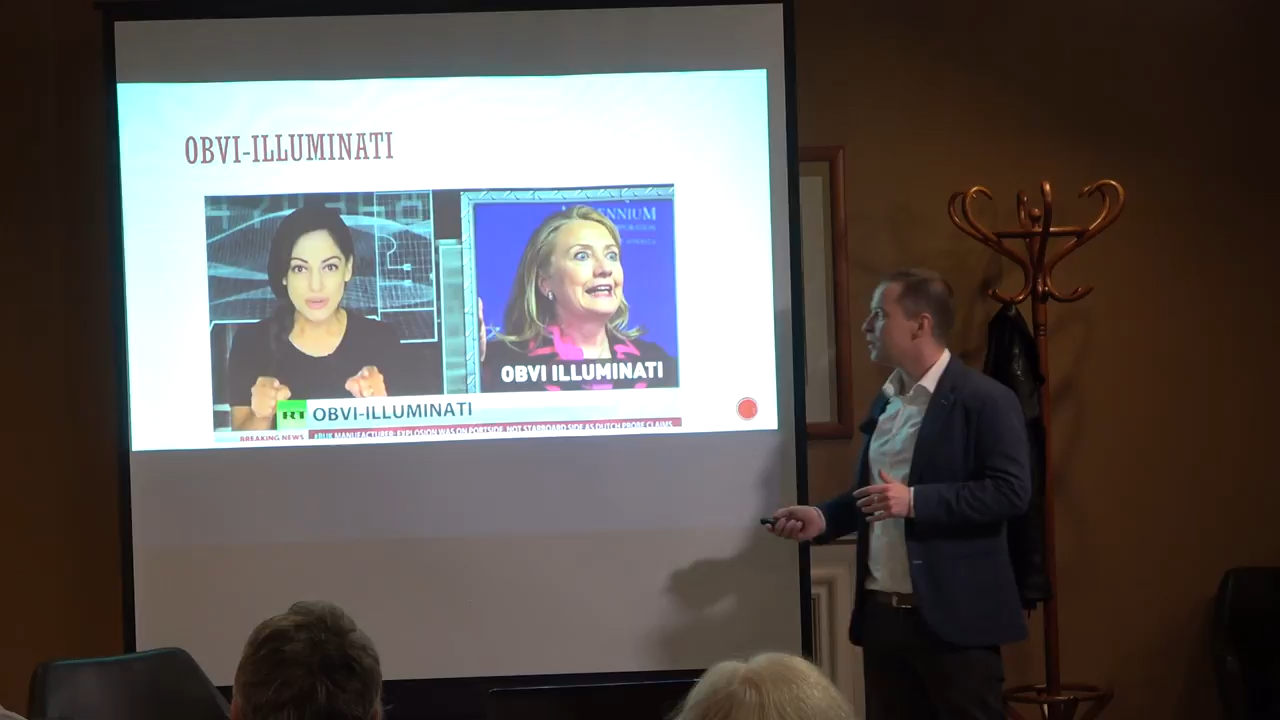 OBVI-ILLUMINATI
OBVI ILLUMINATI
RT OBVI-ILLUMINATI
BREAKING NEWS MANUFACTURER: EXPLOSION WAS ON PORTSIDE, NOT STARBOARD SIDE AS DUTCH PROBE CLAIMS